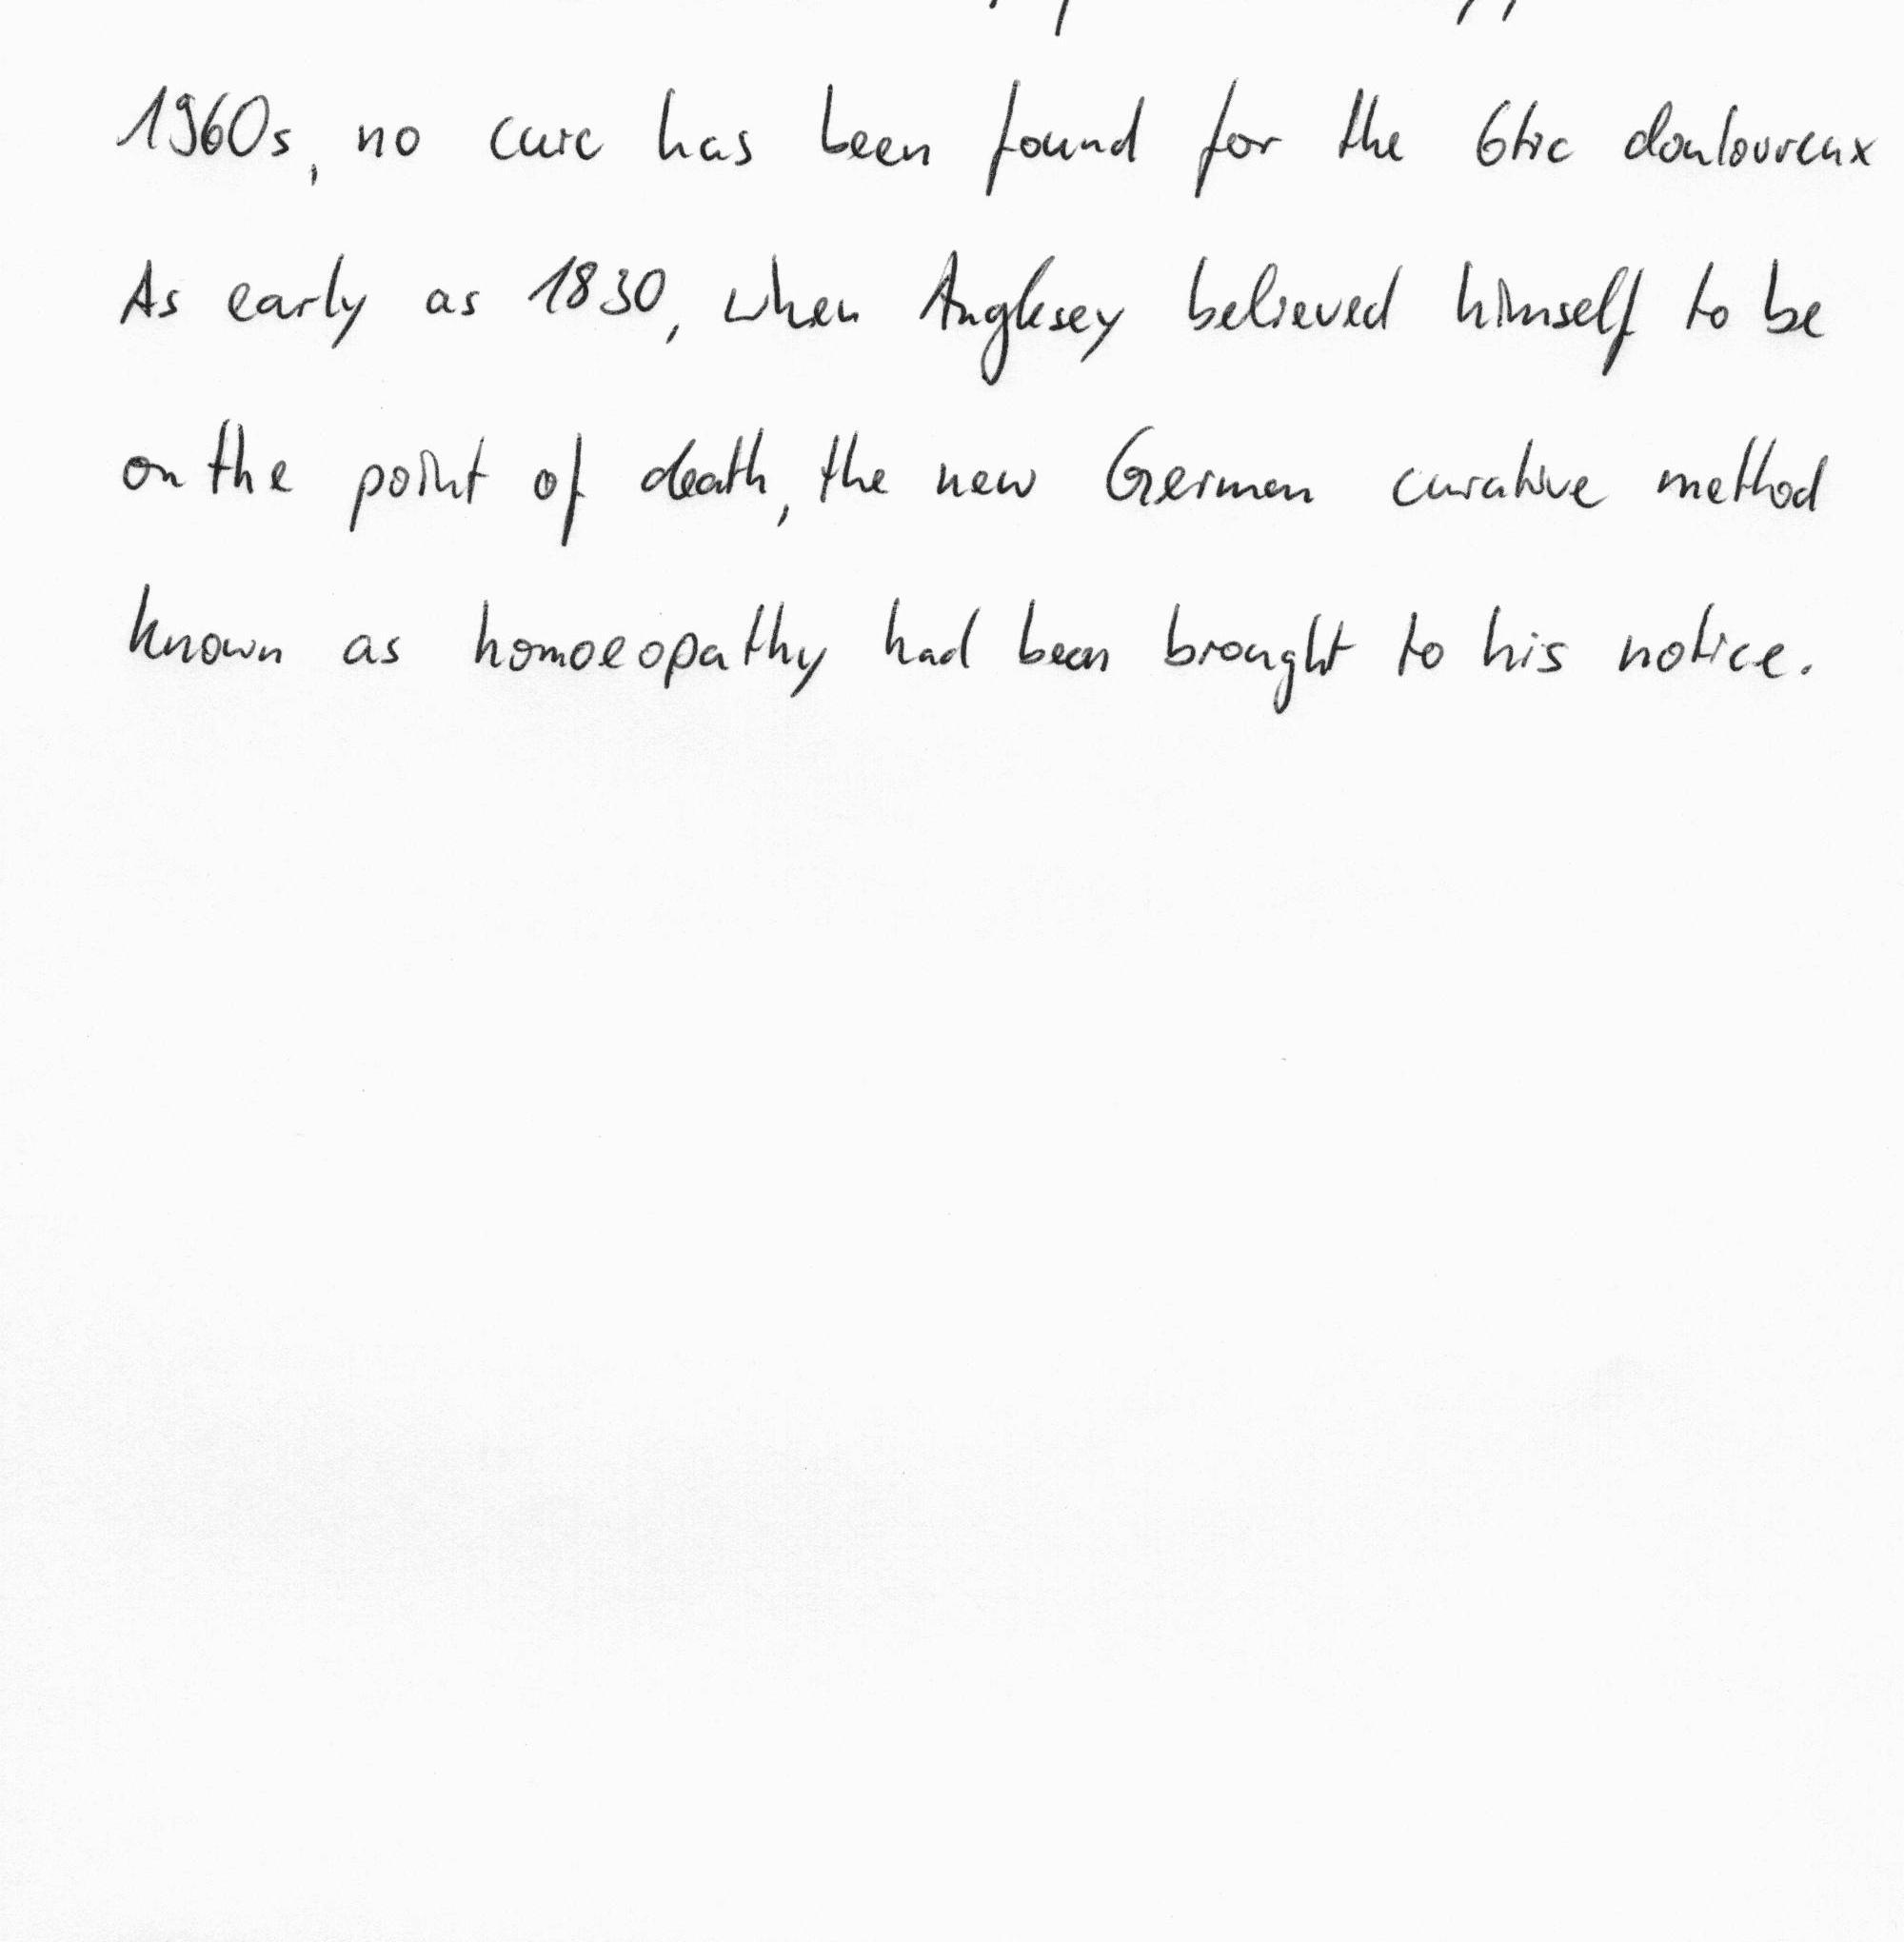 1960s, no cure has been found for the 6tic douloureux
As early as 1830, when Anglesey believed himself to be
on the point of death, the new German curative method
known as homoeopathy had been brought to his notice.